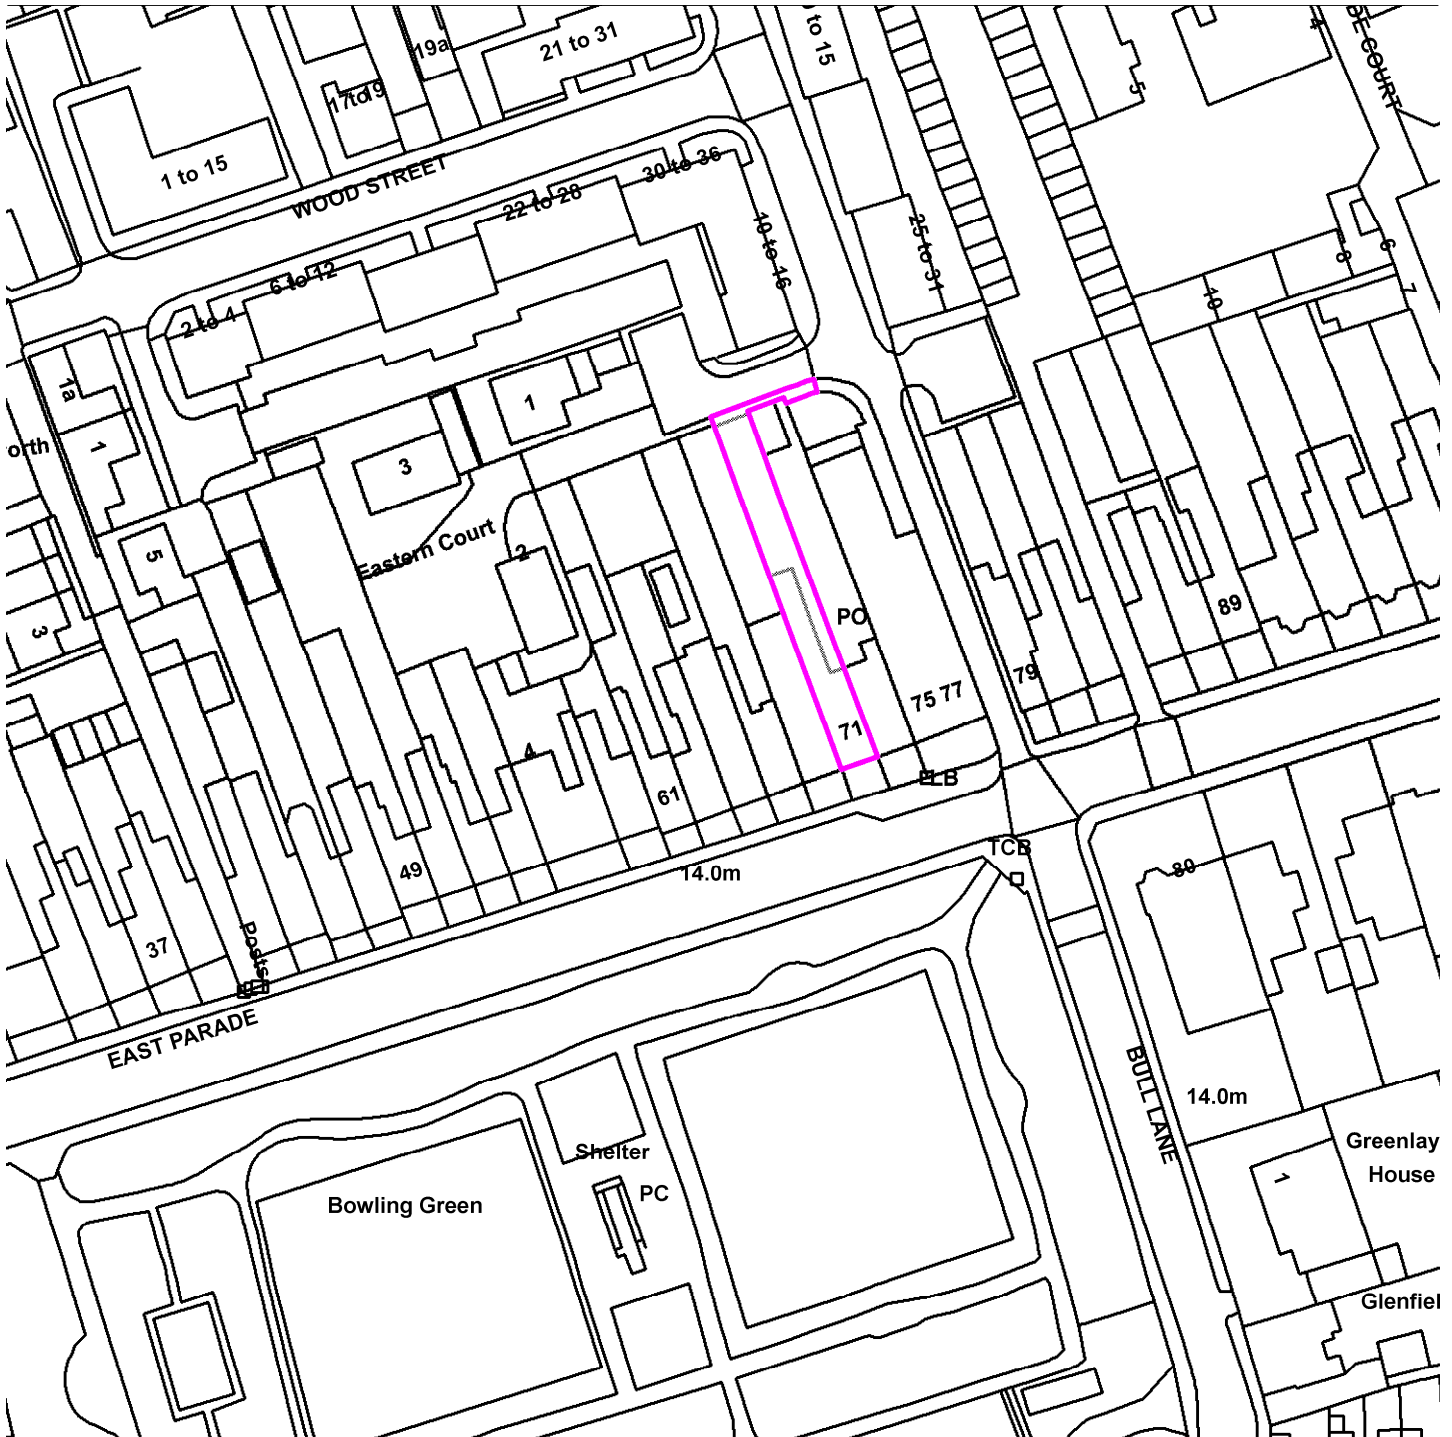 21 to 31
19a
17to19
to 15
4
DE COURT
5
1 to 15
WOOD STREET
30 to 36
22 to 28
10 to 16
25 to 31
6 to 12
2 to 4
8
6
7
10
1a
1
1
orth
3
Eastern Court
2
5
3
PO
89
79
75 77
71
4
61
ELB
TCB
14.0m
80
49
37
Posts
EAST PARADE
BULL LANE
14.0m
Greenlay
House
Shelter
PC
1
Bowling Green
Glenfiel